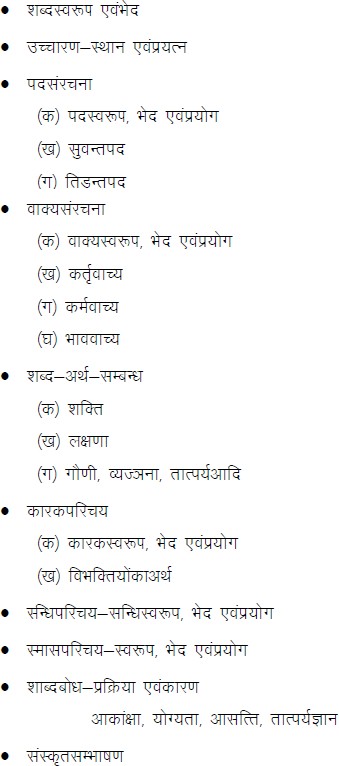 ● शब्दस्वरूप एवंभेद
● उच्चारण–स्थान एवंप्रयत्न
● पदसंरचना
(क) पदस्वरूप, भेद एवंप्रयोग
(ख) सुवन्तपद
(ग) तिडन्तपद
● वाक्यसंरचना
(क) वाक्यस्वरूप, भेद एवंप्रयोग
(ख) कर्तृवाच्य
(ग) कर्मवाच्य
(घ) भाववाच्य
● शब्द–अर्थ–सम्बन्ध
(क) शक्ति
(ख) लक्षणा
(ग) गौणी, व्यञ्जना, तात्पर्यआदि
● कारकपरिचय
(क) कारकस्वरूप, भेद एवंप्रयोग
(ख) विभक्तियोंकाअर्थ
● सन्धिपरिचय–सन्धिस्वरूप, भेद एवंप्रयोग
● स्मासपरिचय–स्वरूप, भेद एवंप्रयोग
● शाब्दबोध–प्रक्रिया एवंकारण
आकांक्षा, योग्यता, आसत्ति, तात्पर्यज्ञान
● संस्कृतसम्भाषण